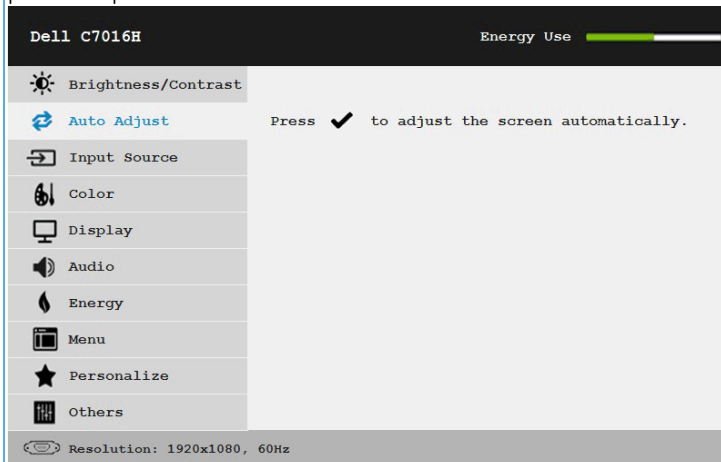 Dell C7016H
Energy Use
Brightness/Contrast
Auto Adjust
Press ✔ to adjust the screen automatically.
Input Source
Color
Display
Audio
Energy
Menu
Personalize
Others
Resolution: 1920x1080, 60Hz